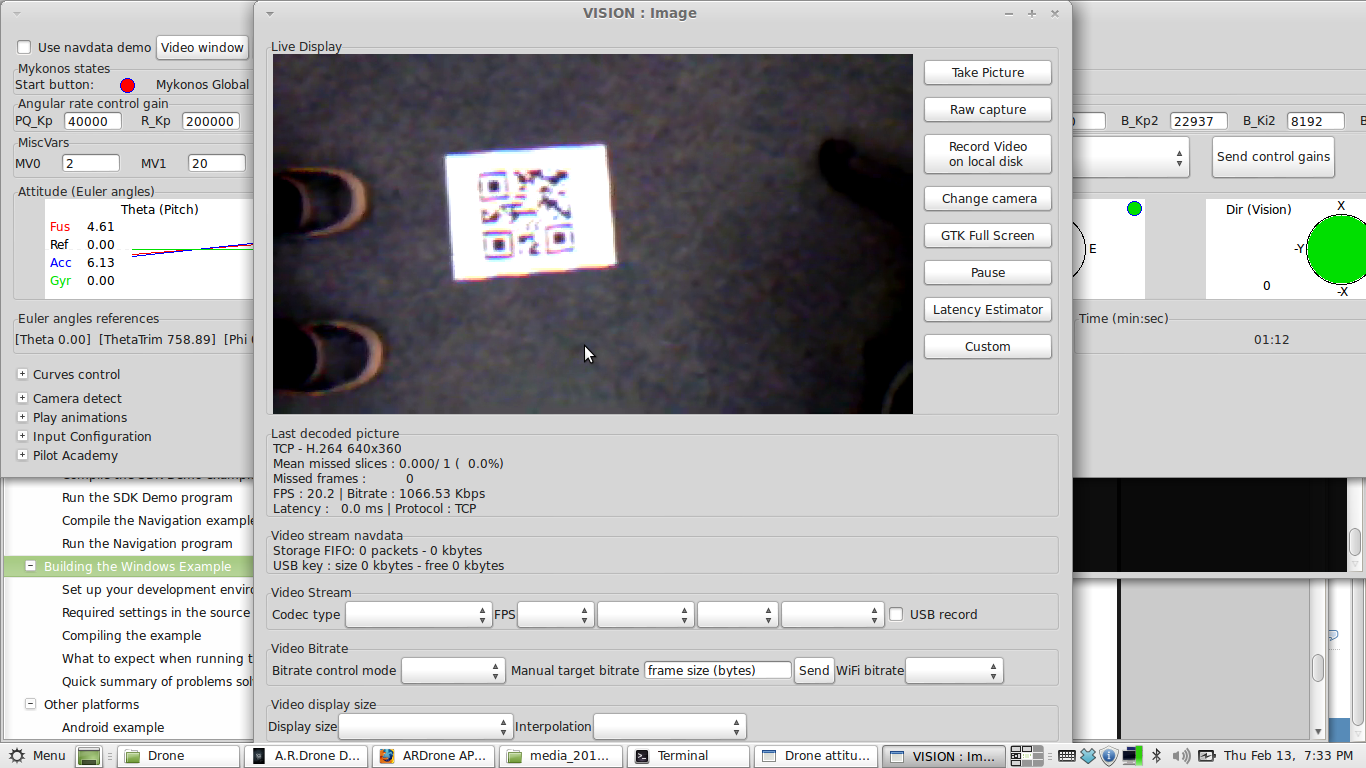 VISION : Image
Use navdata demo
Video window
Mykonos states
Start button:
Mykonos Global
Angular rate control gain
PQ_Kp
40000
R_Kp
200000
MiscVars
MV0
2
MV1
20
Attitude (Euler angles)
Theta (Pitch)
Fus 4.61
Ref 0.00
Acc 6.13
Gyr 0.00
Euler angles references
[Theta 0.00] [ThetaTrim 758.89] [Phi
Curves control
Camera detect
Play animations
Input Configuration
Pilot Academy
Run the SDK Demo program
Compile the Navigation example
Run the Navigation program
Building the Windows Example
Set up your development envir
Required settings in the source
Compiling the example
What to expect when running t
Quick summary of problems sol
Other platforms
Android example
Live Display
Take Picture
Raw capture
Record Video
on local disk
Change camera
GTK Full Screen
Pause
Latency Estimator
Custom
Last decoded picture
TCP - H.264 640x360
Mean missed slices : 0.000/ 1 ( 0.0%)
Missed frames : 0
FPS : 20.2 | Bitrate : 1066.53 Kbps
Latency : 0.0 ms | Protocol : TCP
Video stream navdata
Storage FIFO: 0 packets - 0 kbytes
USB key : size 0 kbytes - free 0 kbytes
Video Stream
Codec type
FPS
USB record
Video Bitrate
Bitrate control mode
Manual target bitrate
frame size (bytes)
Send
WiFi bitrate
Video display size
Display size
Interpolation
B_Kp2
22937
B_Ki2
8192
Send control gains
E
Dir (Vision)
X
-Y
0
-X
Time (min:sec)
01:12
Menu
Drone
A.R.Drone D...
ARDrone AP...
media_201...
Terminal
Drone attitu...
VISION : Im...
Thu Feb 13, 7:33 PM